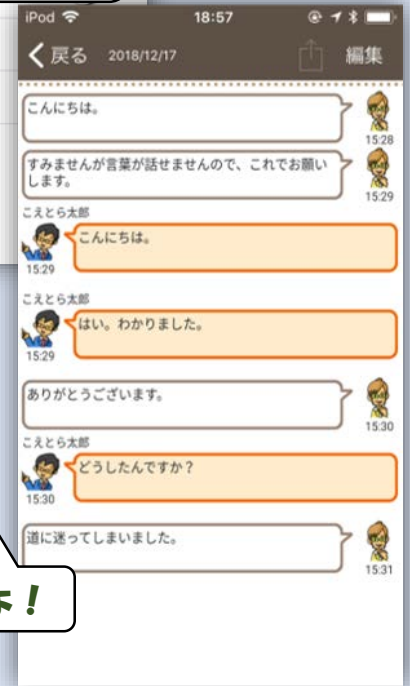 iPod 18:57
戻る 2018/12/17 編集
こんにちは。
15:28
すみませんが言葉が話せませんので、これでお願い
します。
15:29
こえとら太郎
こんにちは。
15:29
こえとら太郎
はい。わかりました。
15:29
ありがとうございます。
15:30
こえとら太郎
どうしたんですか？
15:30
道に迷ってしまいました。
15:31
！